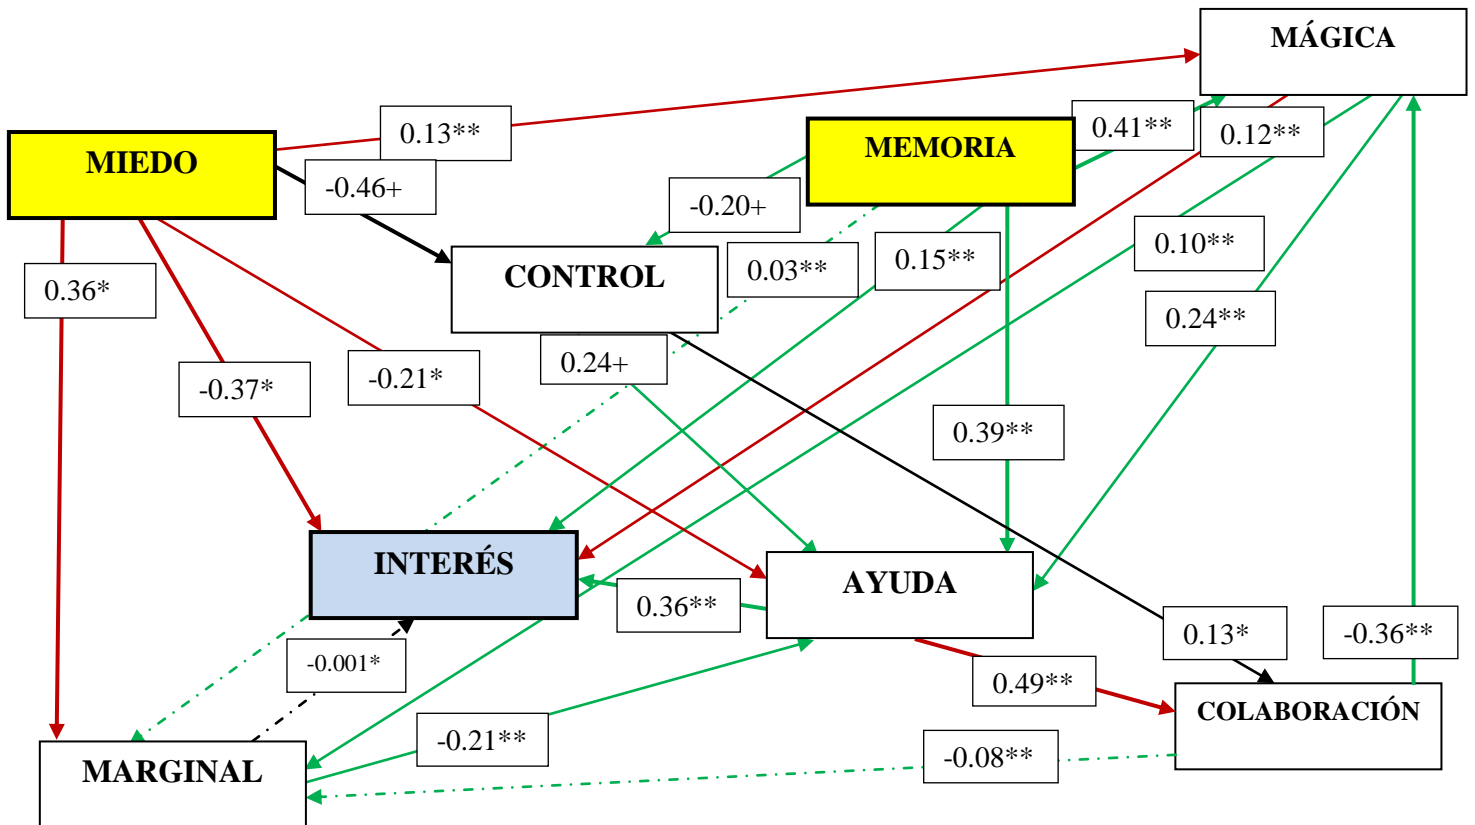 MÁGICA
0.13**
0.41**
0.12**
MIEDO
MEMORIA
-0.46+
-0.20+
CONTROL
0.03**
0.15**
0.10**
0.36*
0.24**
0.24+
-0.37*
-0.21*
0.39**
INTERÉS
AYUDA
0.36**
0.13*
-0.36**
-0.001*
0.49**
COLABORACIÓN
-0.21**
-0.08**
MARGINAL